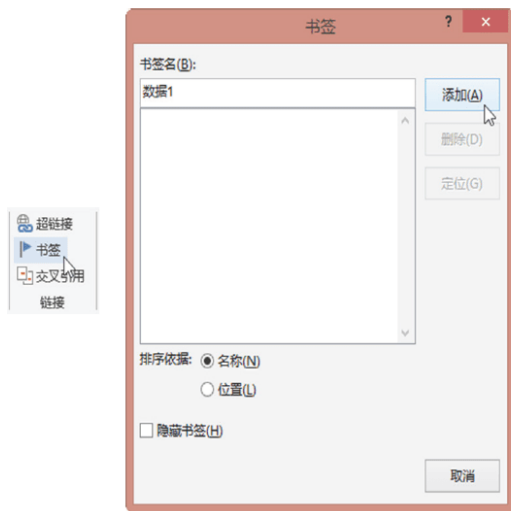 超链接
书签
交叉引用
链接
书签
?
×
书签名(B):
数据1
添加(A)
删除(D)
定位(G)
排序依据:
名称(N)
位置(L)
隐藏书签(H)
取消